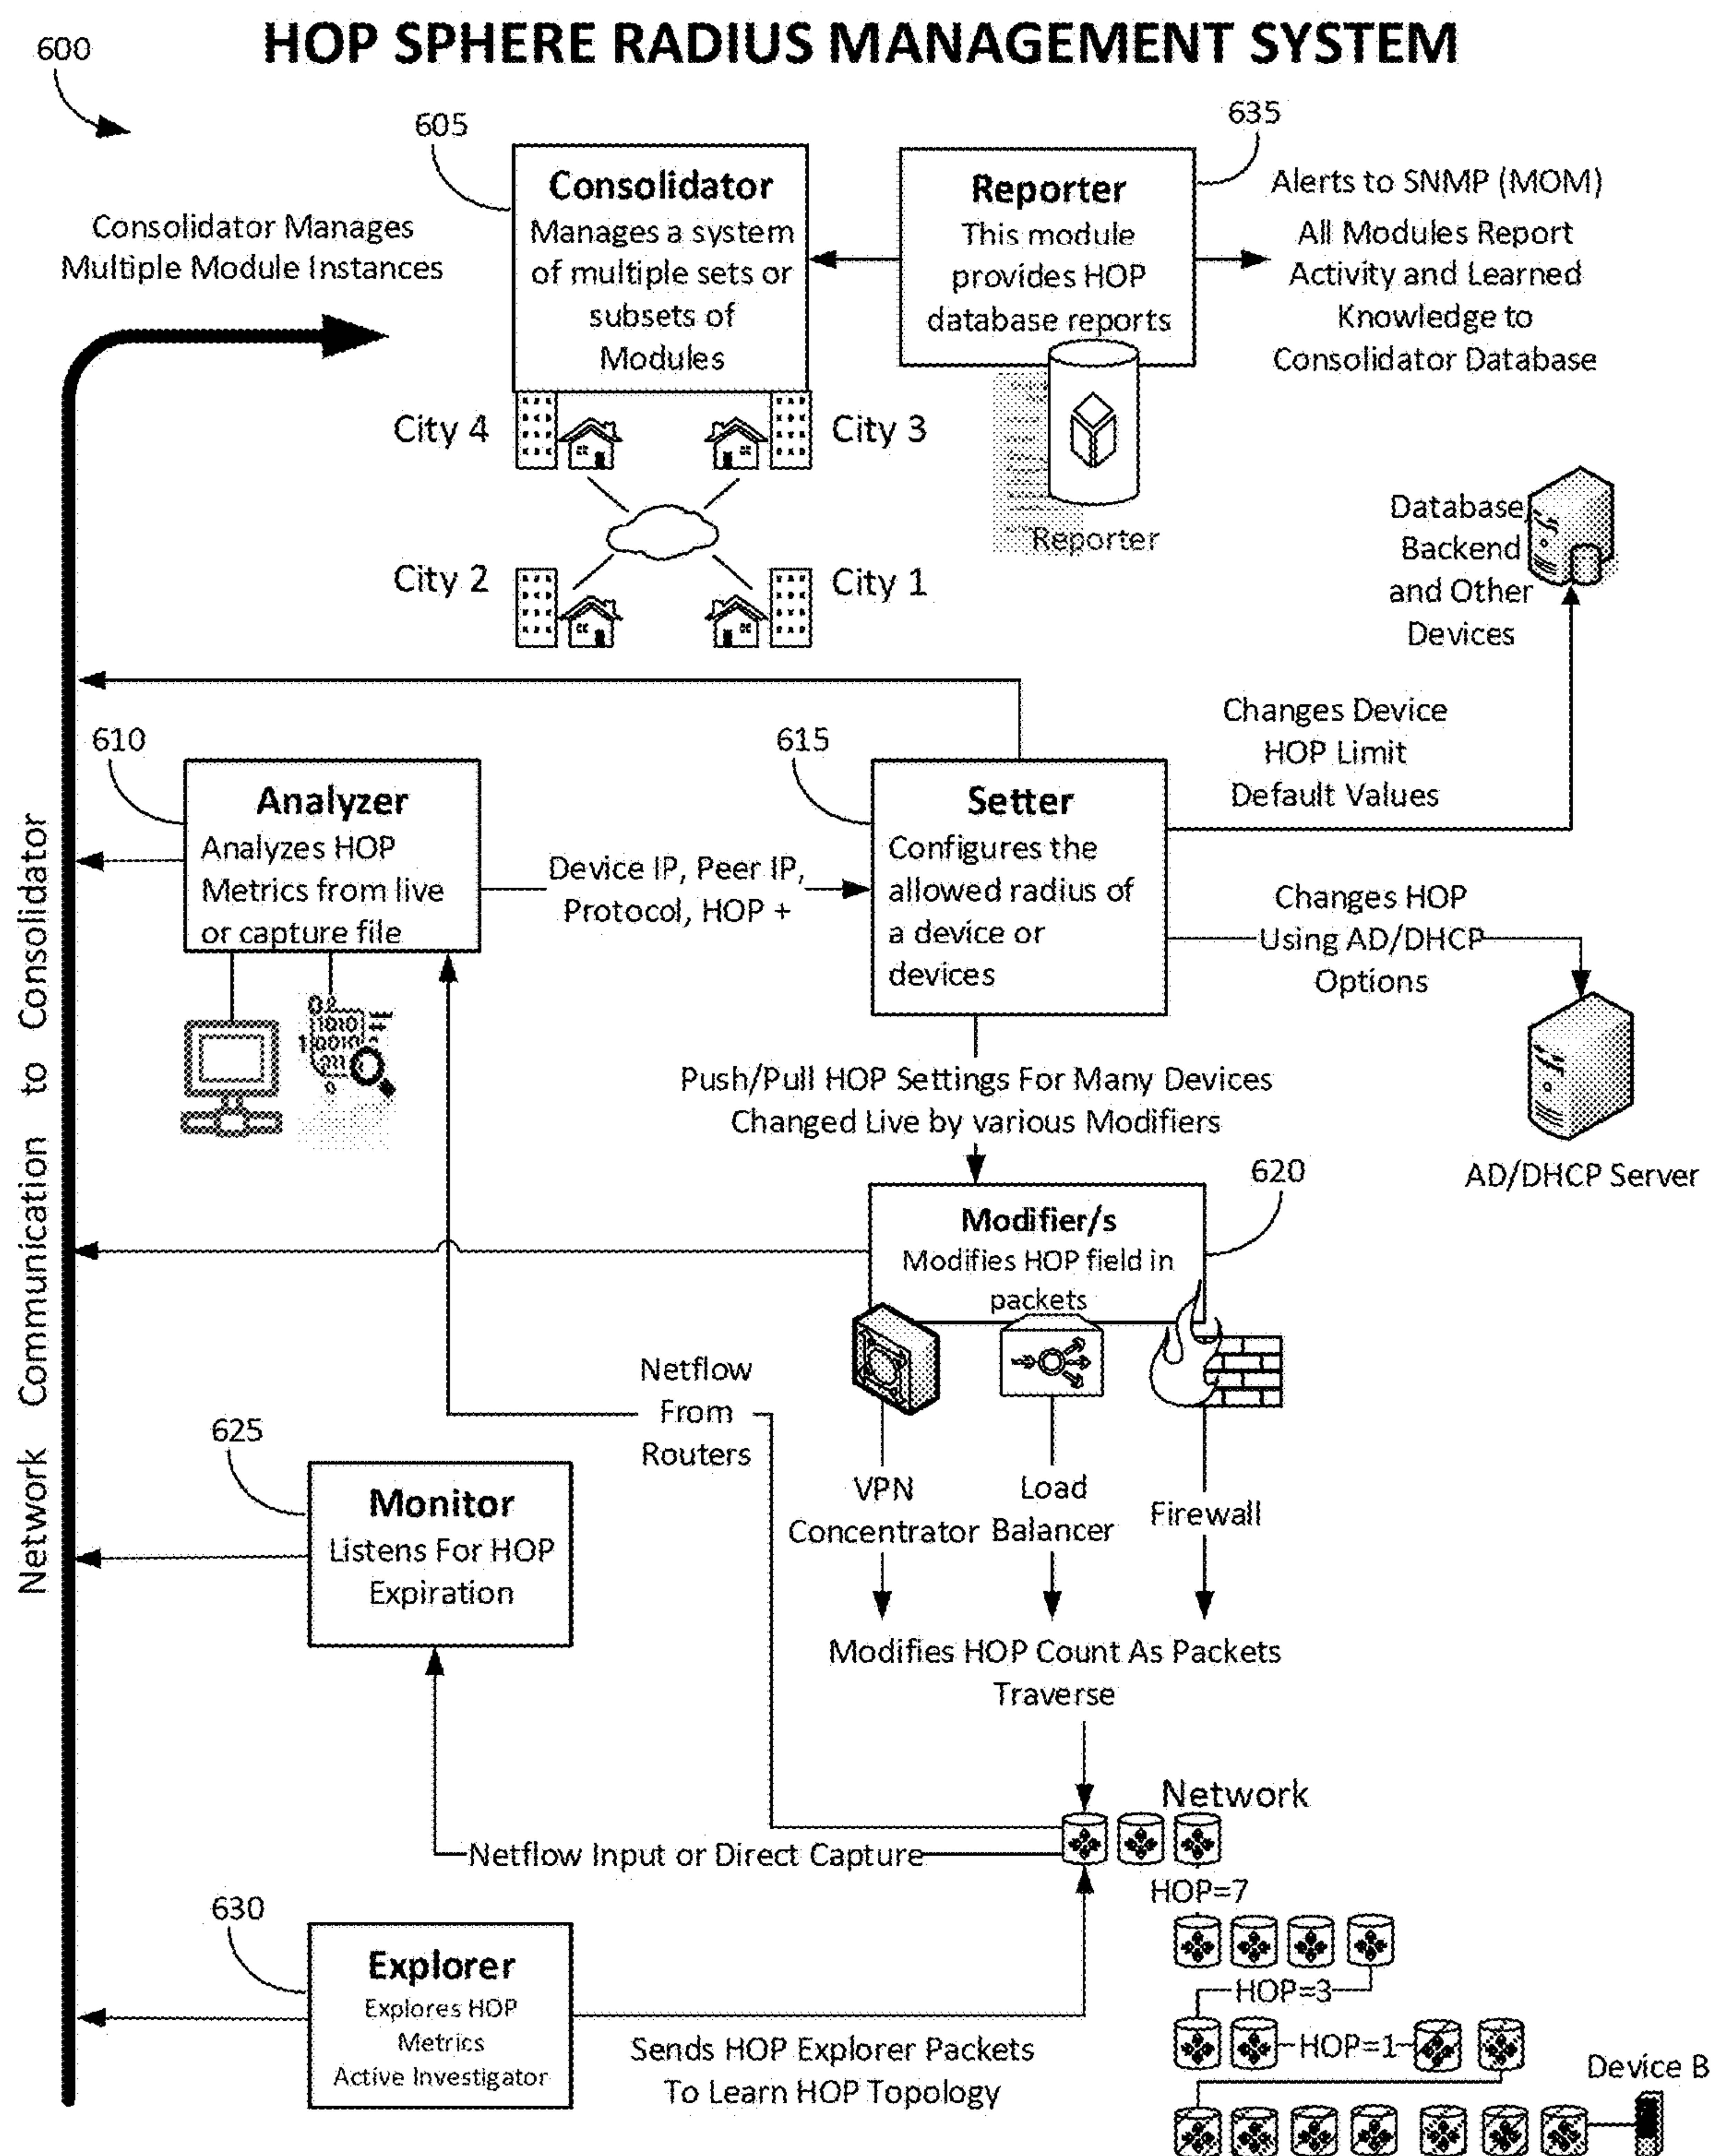 HOP SPHERE RADIUS MANAGEMENT SYSTEM
600
605
635
Consolidator
Manages a system
of multiple sets or
subsets of
Modules
Reporter
This module
provides HOP
database reports
Alerts to SNMP (MOM)
All Modules Report
Activity and Learned
Knowledge to
Consolidator Database
Consolidator Manages
Multiple Module Instances
City 4
City 3
City 2
City 1
Reporter
Database
Backend
and Other
Devices
610
Analyzer
Analyzes HOP
Metrics from live
or capture file
Device IP, Peer IP,
Protocol, HOP +
615
Setter
Configures the
allowed radius of
a device or
devices
Changes Device
HOP Limit
Default Values
Changes HOP
Using AD/DHCP
Options
AD/DHCP Server
Push/Pull HOP Settings For Many Devices
Changed Live by various Modifiers
620
Modifier/s
Modifies HOP field in
packets
Network Communication to Consolidator
Netflow
From
Routers
VPN
Concentrator
Load
Balancer
Firewall
625
Monitor
Listens For HOP
Expiration
Modifies HOP Count As Packets
Traverse
Network
Netflow Input or Direct Capture
HOP=7
HOP=3
HOP=1
Device B
630
Explorer
Explores HOP
Metrics
Active Investigator
Sends HOP Explorer Packets
To Learn HOP Topology